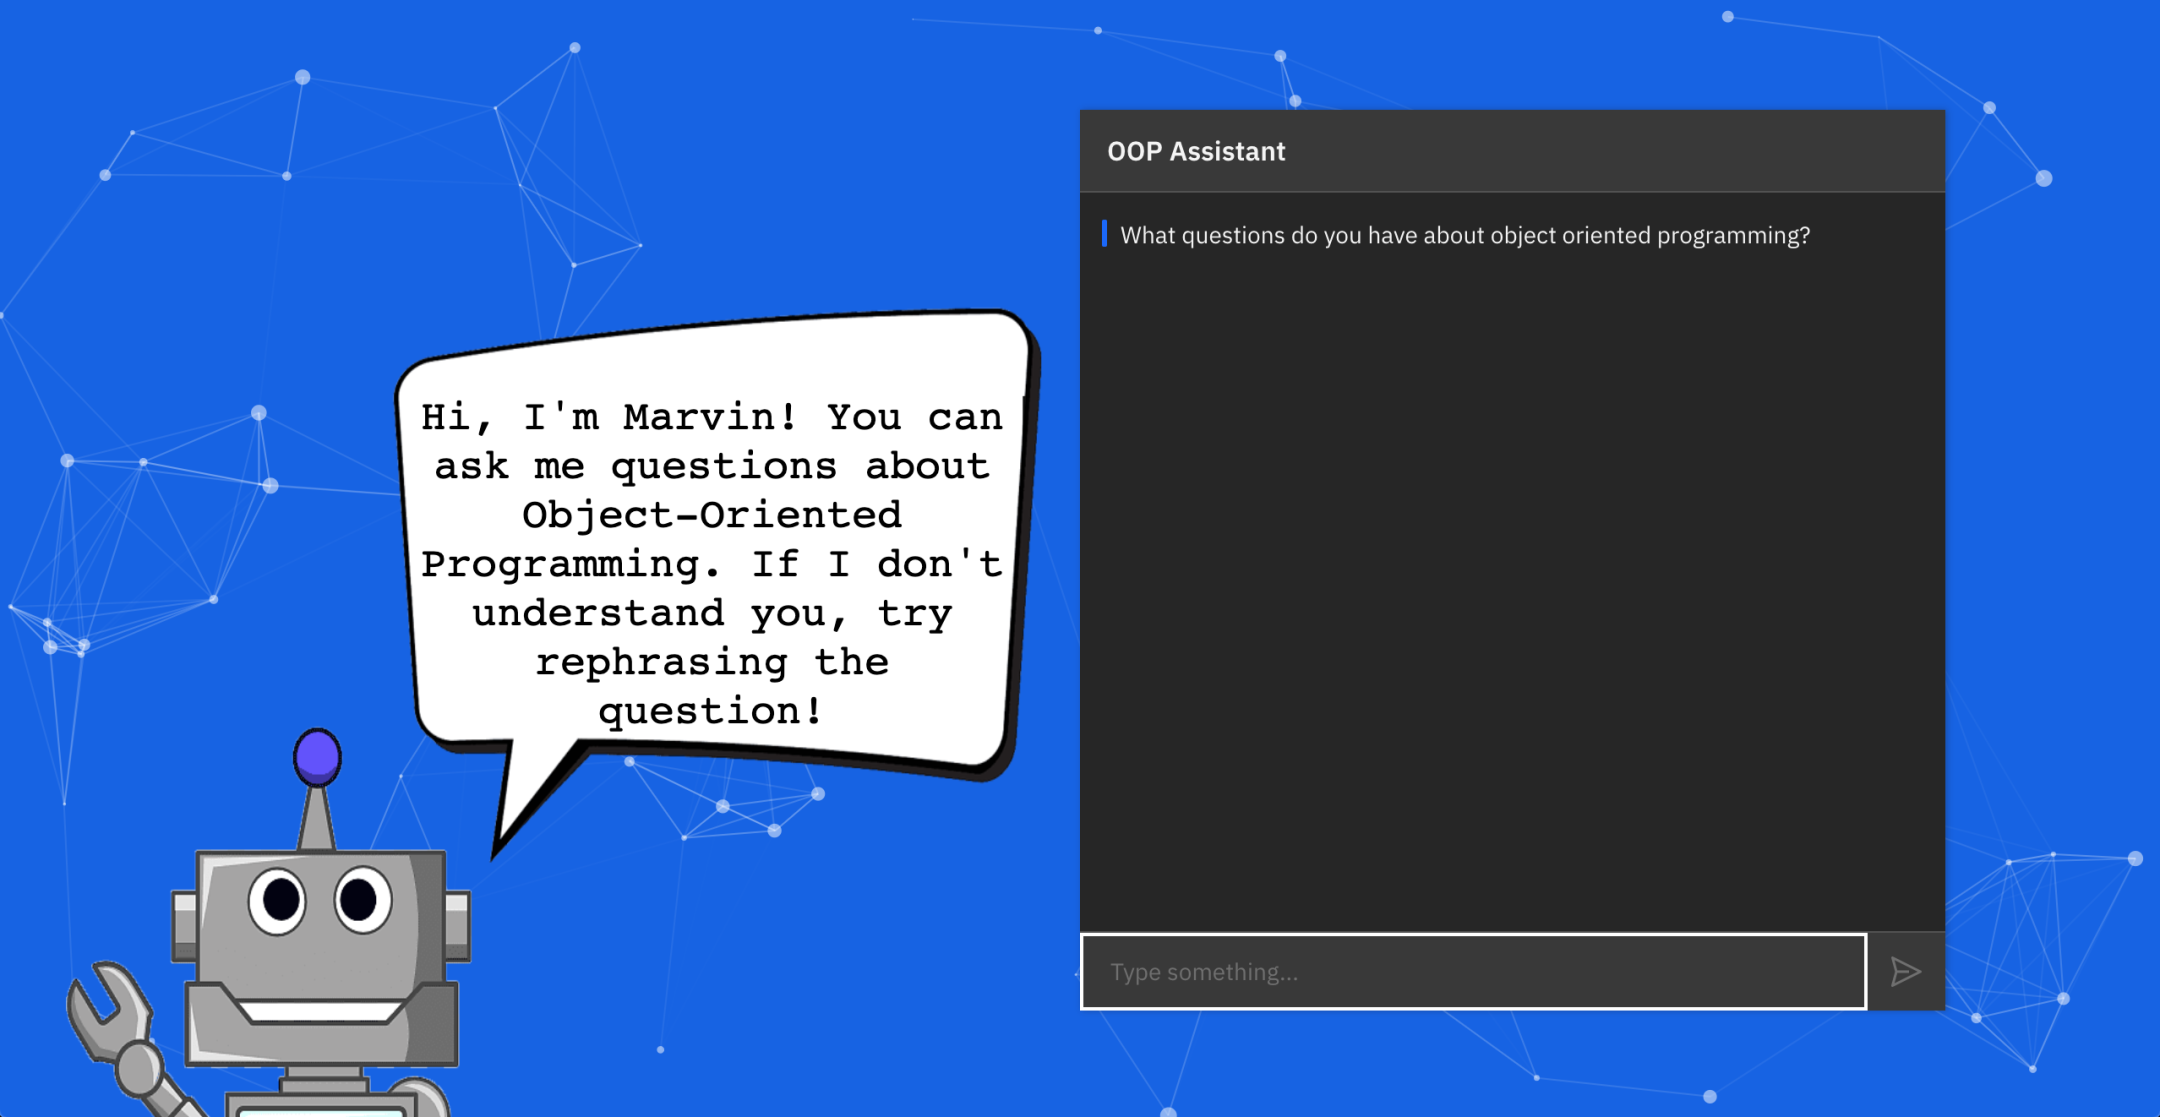 OOP Assistant
What questions do you have about object oriented programming?
Hi, I'm Marvin! You can
ask me questions about
Object-Oriented
Programming. If I don't
understand you, try
rephrasing the
question!
Type something...